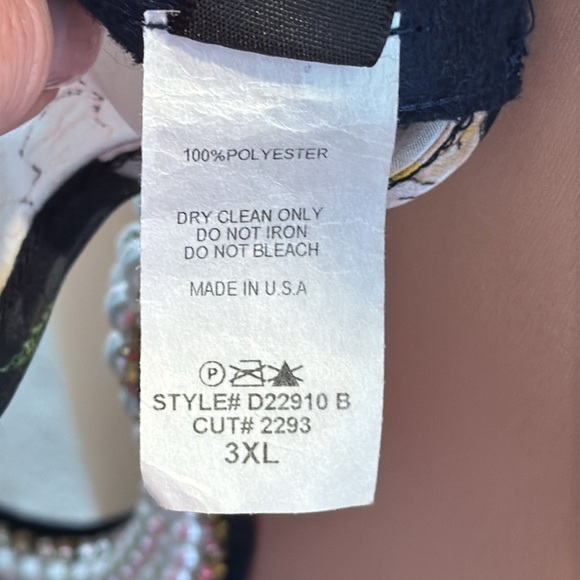 100%POLYESTER
DRY CLEAN ONLY
DO NOT IRON
DO NOT BLEACH
MADE IN U.S.A
P
STYLE# D22910 B
CUT# 2293
3XL